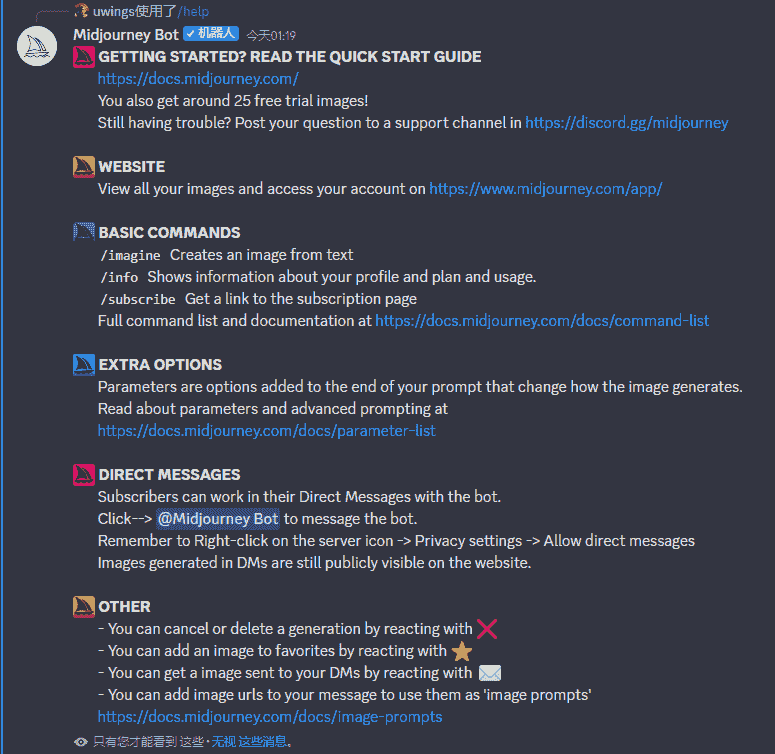 uwings使用了/help
Midjourney Bot ✓机器人 今天01:19
GETTING STARTED? READ THE QUICK START GUIDE
https://docs.midjourney.com/
You also get around 25 free trial images!
Still having trouble? Post your question to a support channel in https://discord.gg/midjourney
WEBSITE
View all your images and access your account on https://www.midjourney.com/app/
BASIC COMMANDS
/imagine Creates an image from text
/info Shows information about your profile and plan and usage.
/subscribe Get a link to the subscription page
Full command list and documentation at https://docs.midjourney.com/docs/command-list
EXTRA OPTIONS
Parameters are options added to the end of your prompt that change how the image generates.
Read about parameters and advanced prompting at
https://docs.midjourney.com/docs/parameter-list
DIRECT MESSAGES
Subscribers can work in their Direct Messages with the bot.
Click--> @Midjourney Bot to message the bot.
Remember to Right-click on the server icon -> Privacy settings -> Allow direct messages
Images generated in DMs are still publicly visible on the website.
OTHER
- You can cancel or delete a generation by reacting with ❌
- You can add an image to favorites by reacting with ⭐
- You can get a image sent to your DMs by reacting with ✉️
- You can add image urls to your message to use them as 'image prompts'
https://docs.midjourney.com/docs/image-prompts
只有您才能看到 这些 · 无视 这些消息。